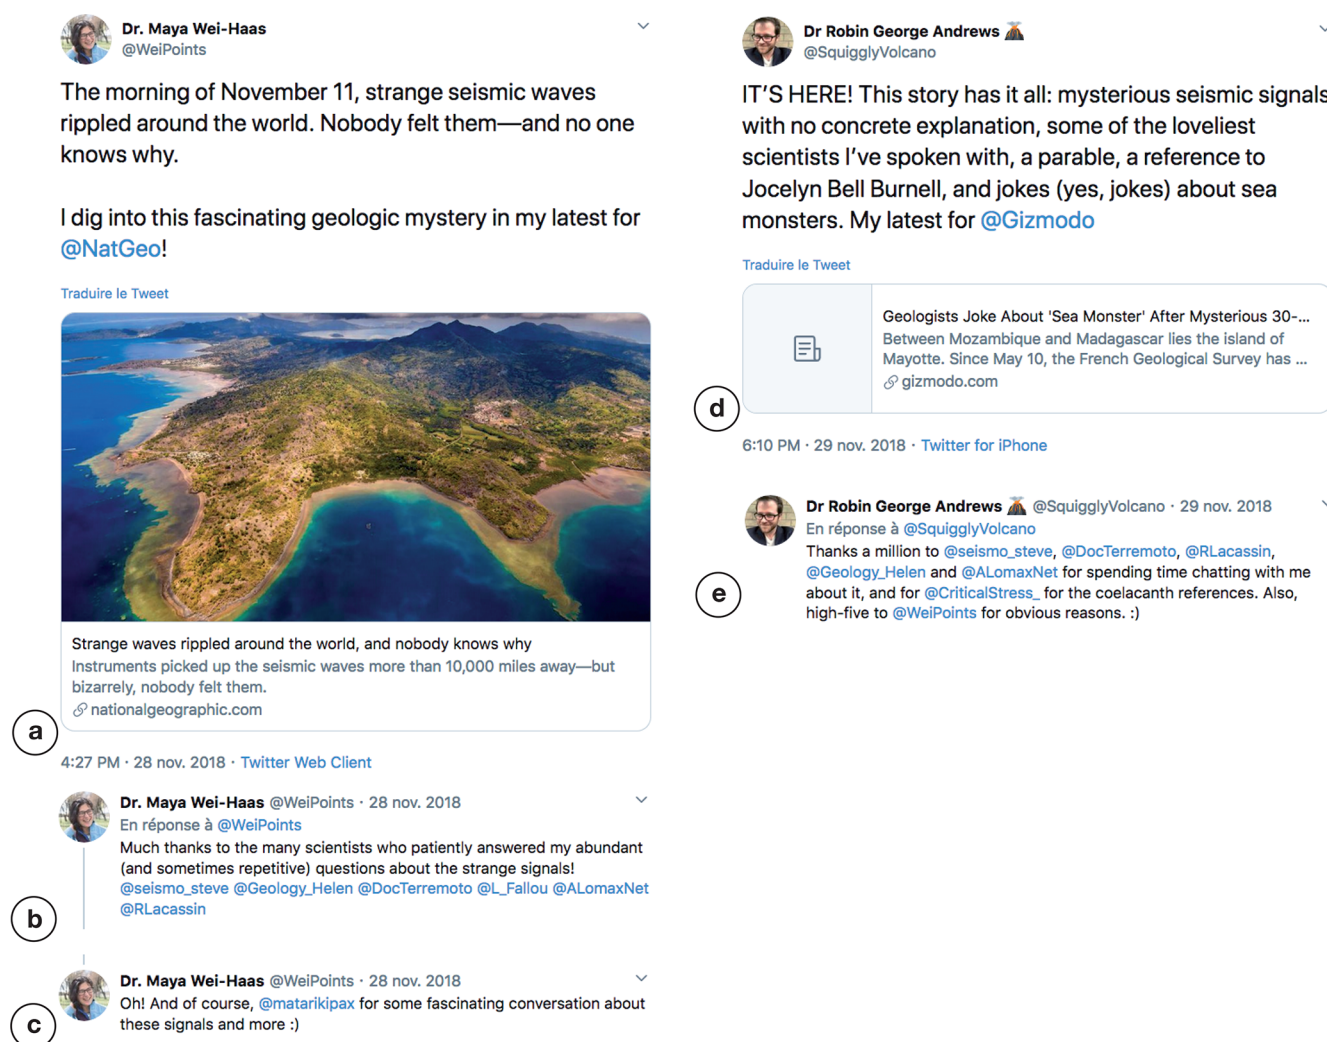 Dr. Maya Wei-Haas
@WeiPoints
The morning of November 11, strange seismic waves
rippled around the world. Nobody felt them—and no one
knows why.
I dig into this fascinating geologic mystery in my latest for
@NatGeo!
Traduire le Tweet
Strange waves rippled around the world, and nobody knows why
Instruments picked up the seismic waves more than 10,000 miles away—but
bizarrely, nobody felt them.
nationalgeographic.com
a
4:27 PM · 28 nov. 2018 · Twitter Web Client
Dr. Maya Wei-Haas @WeiPoints · 28 nov. 2018
En réponse à @WeiPoints
Much thanks to the many scientists who patiently answered my abundant
(and sometimes repetitive) questions about the strange signals!
@seismo_steve @Geology_Helen @DocTerremoto @L_Fallou @ALomaxNet
@RLacassin
b
Dr. Maya Wei-Haas @WeiPoints · 28 nov. 2018
Oh! And of course, @matarikipax for some fascinating conversation about
these signals and more :)
c
Dr Robin George Andrews 🌋
@SquigglyVolcano
IT'S HERE! This story has it all: mysterious seismic signals
with no concrete explanation, some of the loveliest
scientists I've spoken with, a parable, a reference to
Jocelyn Bell Burnell, and jokes (yes, jokes) about sea
monsters. My latest for @Gizmodo
Traduire le Tweet
Geologists Joke About 'Sea Monster' After Mysterious 30-...
Between Mozambique and Madagascar lies the island of
Mayotte. Since May 10, the French Geological Survey has ...
gizmodo.com
d
6:10 PM · 29 nov. 2018 · Twitter for iPhone
Dr Robin George Andrews 🌋 @SquigglyVolcano · 29 nov. 2018
En réponse à @SquigglyVolcano
Thanks a million to @seismo_steve, @DocTerremoto, @RLacassin,
@Geology_Helen and @ALomaxNet for spending time chatting with me
about it, and for @CriticalStress_ for the coelacanth references. Also,
high-five to @WeiPoints for obvious reasons. :)
e